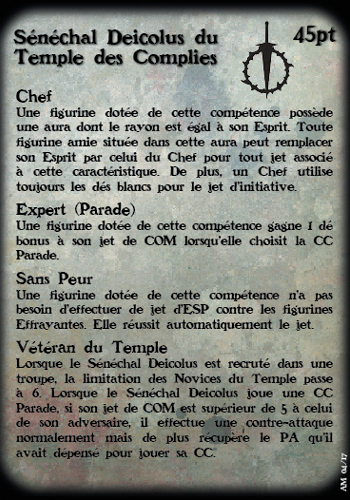 Sénéchal Deicolus du
Temple des Complies
45pt
Chef
Une figurine dotée de cette compétence possède
une aura dont le rayon est égal à son Esprit. Toute
figurine amie située dans cette aura peut remplacer
son Esprit par celui du Chef pour tout jet associé
à cette caractéristique. De plus, un Chef utilise
toujours les dés blancs pour le jet d'initiative.
Expert (Parade)
Une figurine dotée de cette compétence gagne 1 dé
bonus à son jet de COM lorsqu'elle choisit la CC
Parade.
Sans Peur
Une figurine dotée de cette compétence n'a pas
besoin d'effectuer de jet d'ESP contre les figurines
Effrayantes. Elle réussit automatiquement le jet.
Vétéran du Temple
Lorsque le Sénéchal Deicolus est recruté dans une
troupe, la limitation des Novices du Temple passe
à 6. Lorsque le Sénéchal Deicolus joue une CC
Parade, si son jet de COM est supérieur de 5 à celui
de son adversaire, il effectue une contre-attaque
normalement mais de plus récupère le PA qu'il
avait dépensé pour jouer sa CC.
AM 04/17